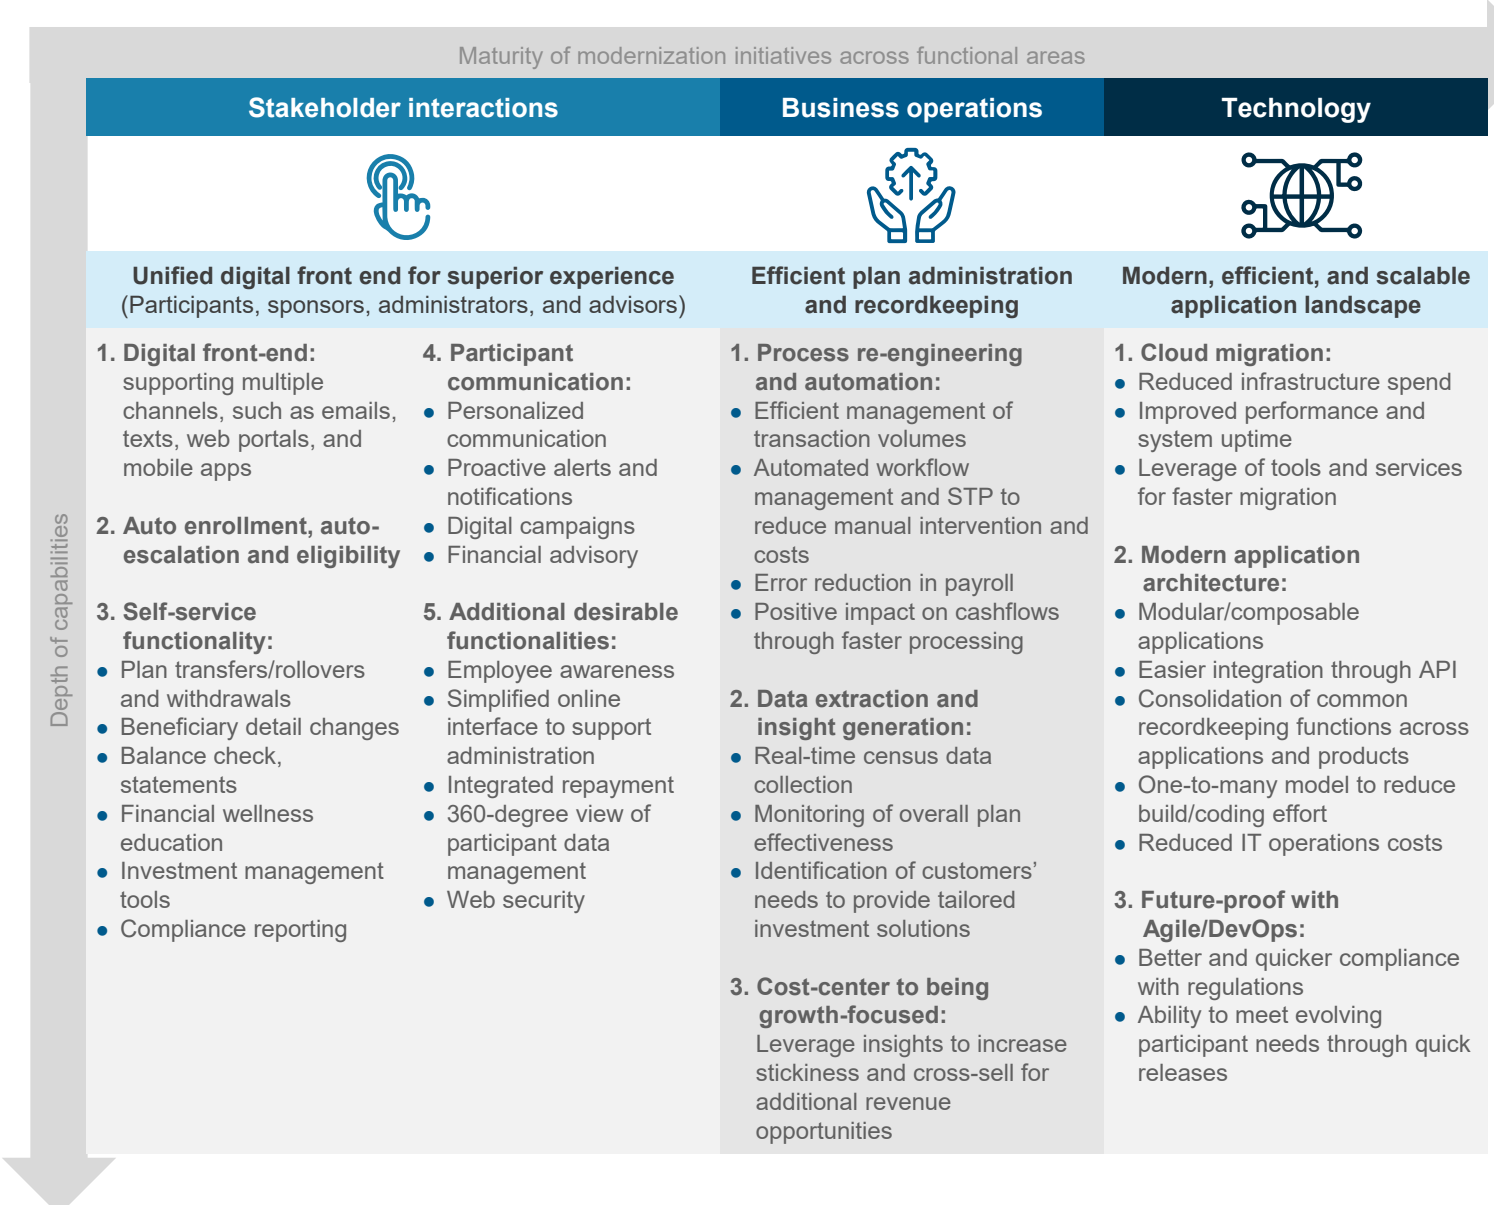 Maturity of modernization initiatives across functional areas
Depth of capabilities
Stakeholder interactions
Unified digital front end for superior experience
(Participants, sponsors, administrators, and advisors)
1. Digital front-end:
supporting multiple
channels, such as emails,
texts, web portals, and
mobile apps
2. Auto enrollment, auto-
escalation and eligibility
3. Self-service
functionality:
● Plan transfers/rollovers
and withdrawals
● Beneficiary detail changes
● Balance check,
statements
● Financial wellness
education
● Investment management
tools
● Compliance reporting
4. Participant
communication:
● Personalized
communication
● Proactive alerts and
notifications
● Digital campaigns
● Financial advisory
5. Additional desirable
functionalities:
● Employee awareness
● Simplified online
interface to support
administration
● Integrated repayment
● 360-degree view of
participant data
management
● Web security
Business operations
Efficient plan administration
and recordkeeping
1. Process re-engineering
and automation:
● Efficient management of
transaction volumes
● Automated workflow
management and STP to
reduce manual intervention and
costs
● Error reduction in payroll
● Positive impact on cashflows
through faster processing
2. Data extraction and
insight generation:
● Real-time census data
collection
● Monitoring of overall plan
effectiveness
● Identification of customers’
needs to provide tailored
investment solutions
3. Cost-center to being
growth-focused:
Leverage insights to increase
stickiness and cross-sell for
additional revenue
opportunities
Technology
Modern, efficient, and scalable
application landscape
1. Cloud migration:
● Reduced infrastructure spend
● Improved performance and
system uptime
● Leverage of tools and services
for faster migration
2. Modern application
architecture:
● Modular/composable
applications
● Easier integration through API
● Consolidation of common
recordkeeping functions across
applications and products
● One-to-many model to reduce
build/coding effort
● Reduced IT operations costs
3. Future-proof with
Agile/DevOps:
● Better and quicker compliance
with regulations
● Ability to meet evolving
participant needs through quick
releases